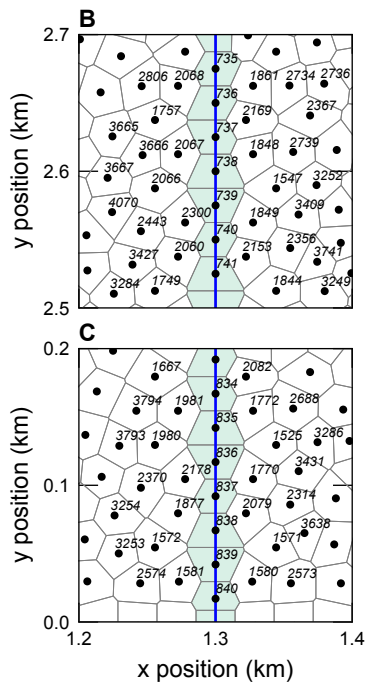 B
2.7
735
2806 2068 1861 2734 2736
736
1757 2169 2367
3665 737
3666 2067 1848 2739
2.6 738
3667 2066 1547 3252
739
4070 2300 1849 3409
2443 740
3427 2060 2153 2356 3741
741
3284 1749 1844 3249
2.5
y position (km)
C
0.2
1667 2082
834
3794 1981 1772 2688
835
3793 1980 1525 3286
836
2370 2178 1770 3431
0.1 837
3254 1877 2079 2314
838
3253 1572 1571 3638
839
2574 1581 1580 2573
840
0.0
1.2 1.3 1.4
y position (km)
x position (km)